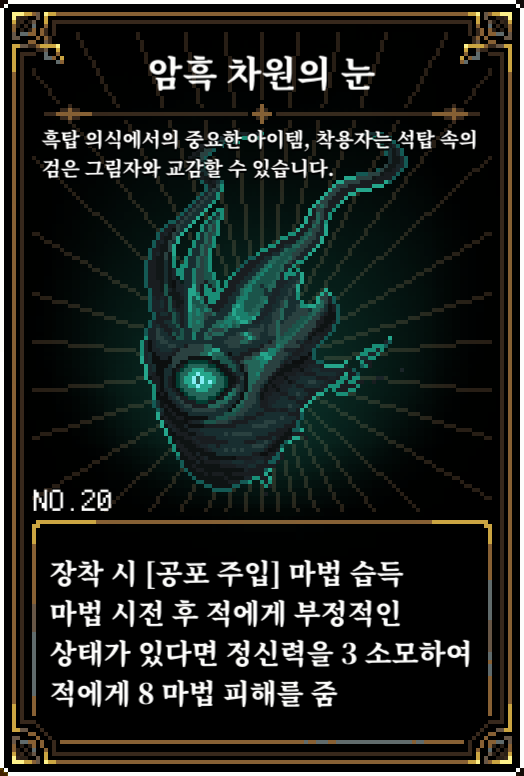 암흑 차원의 눈
흑탑 의식에서의 중요한 아이템, 착용자는 석탑 속의
검은 그림자와 교감할 수 있습니다.
NO.20
장착 시 [공포 주입] 마법 습득
마법 시전 후 적에게 부정적인
상태가 있다면 정신력을 3 소모하여
적에게 8 마법 피해를 줌